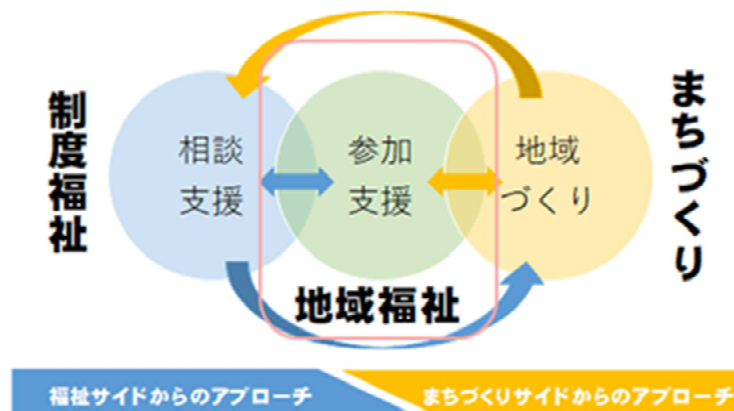 制度福祉
相談
支援
参加
支援
地域
づくり
まちづくり
地域福祉
福祉サイドからのアプローチ
まちづくりサイドからのアプローチ